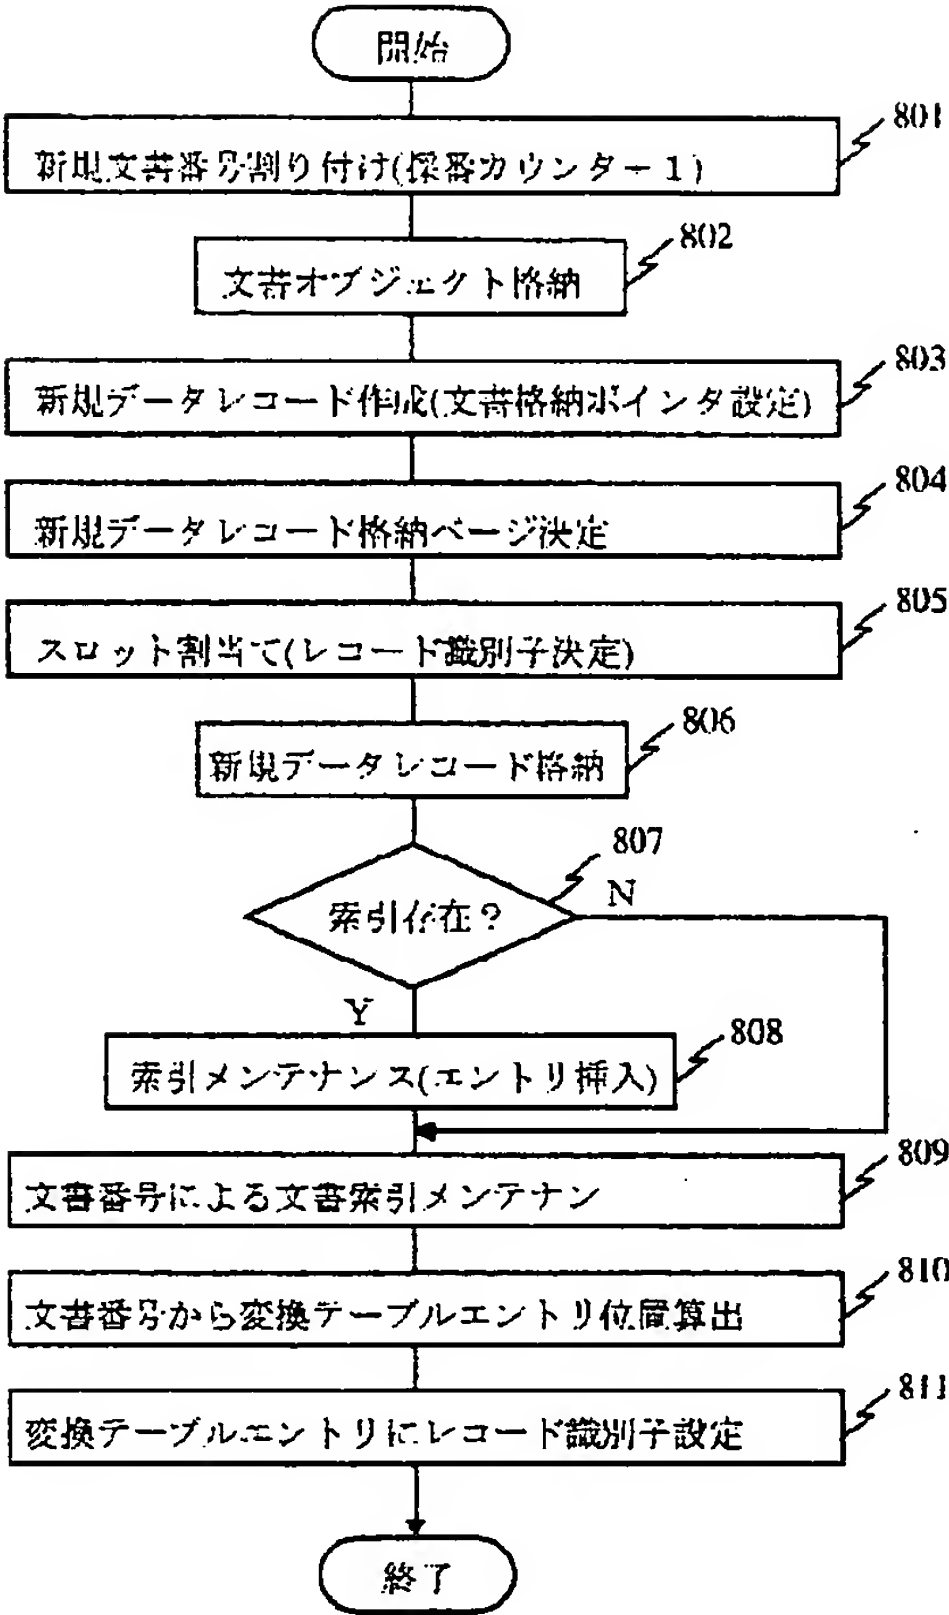 開始
801
新規文書番号割り付け(採番カウンター1)
802
文書オブジェクト格納
803
新規データレコード作成(文書格納ポインタ設定)
804
新規データレコード格納ページ決定
805
スロット割当て(レコード識別子決定)
806
新規データレコード格納
807
索引存在?
N
Y
808
索引メンテナンス(エントリ挿入)
809
文書番号による文書索引メンテナン
810
文書番号から変換テーブルエントリ位置算出
811
変換テーブルエントリにレコード識別子設定
終了